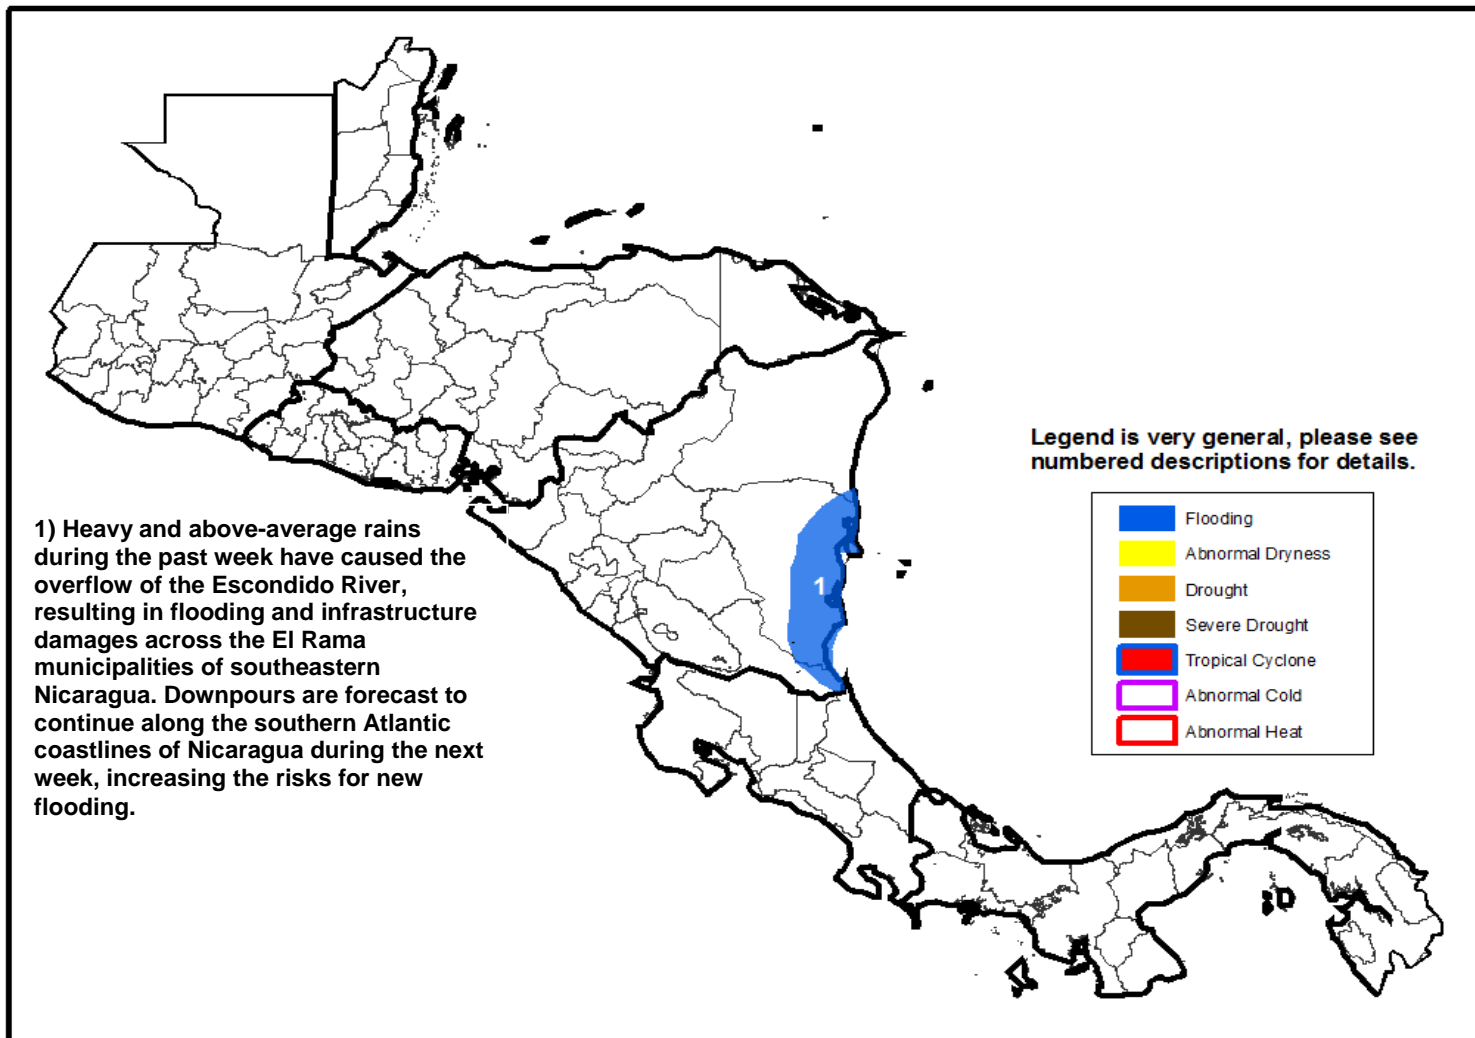 Legend is very general, please see
numbered descriptions for details.
Flooding
Abnormal Dryness
Drought
Severe Drought
Tropical Cyclone
Abnormal Cold
Abnormal Heat
1) Heavy and above-average rains
during the past week have caused the
overflow of the Escondido River,
resulting in flooding and infrastructure
damages across the El Rama
municipalities of southeastern
Nicaragua. Downpours are forecast to
continue along the southern Atlantic
coastlines of Nicaragua during the next
week, increasing the risks for new
flooding.
1